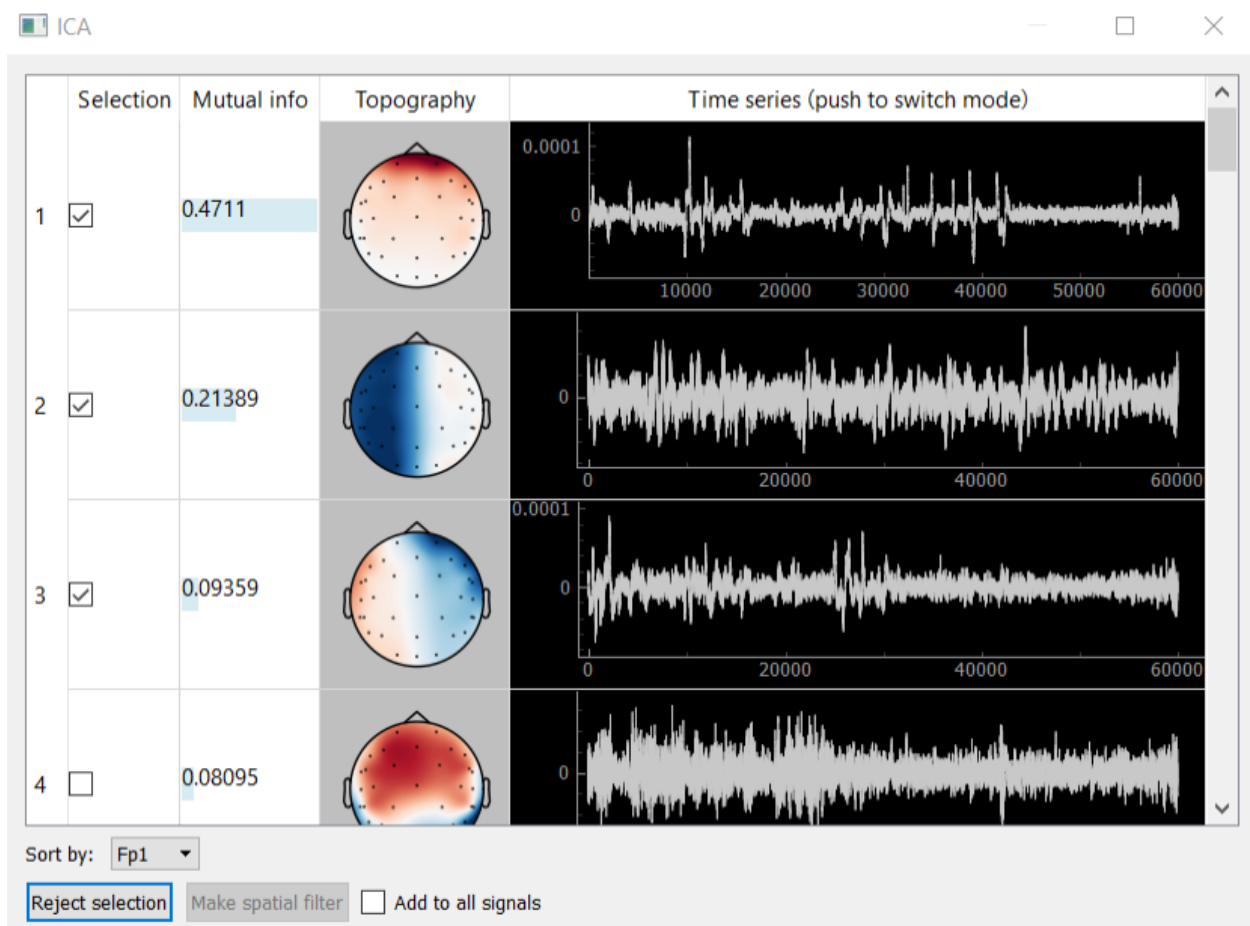 ICA
Selection Mutual info Topography Time series (push to switch mode)
1 0.4711
0.0001
0
10000 20000 30000 40000 50000 60000
2 0.21389
0
0 20000 40000 60000
3 0.09359
0.0001
0
0 20000 40000 60000
4 0.08095
0
Sort by: Fp1
Reject selection Make spatial filter Add to all signals